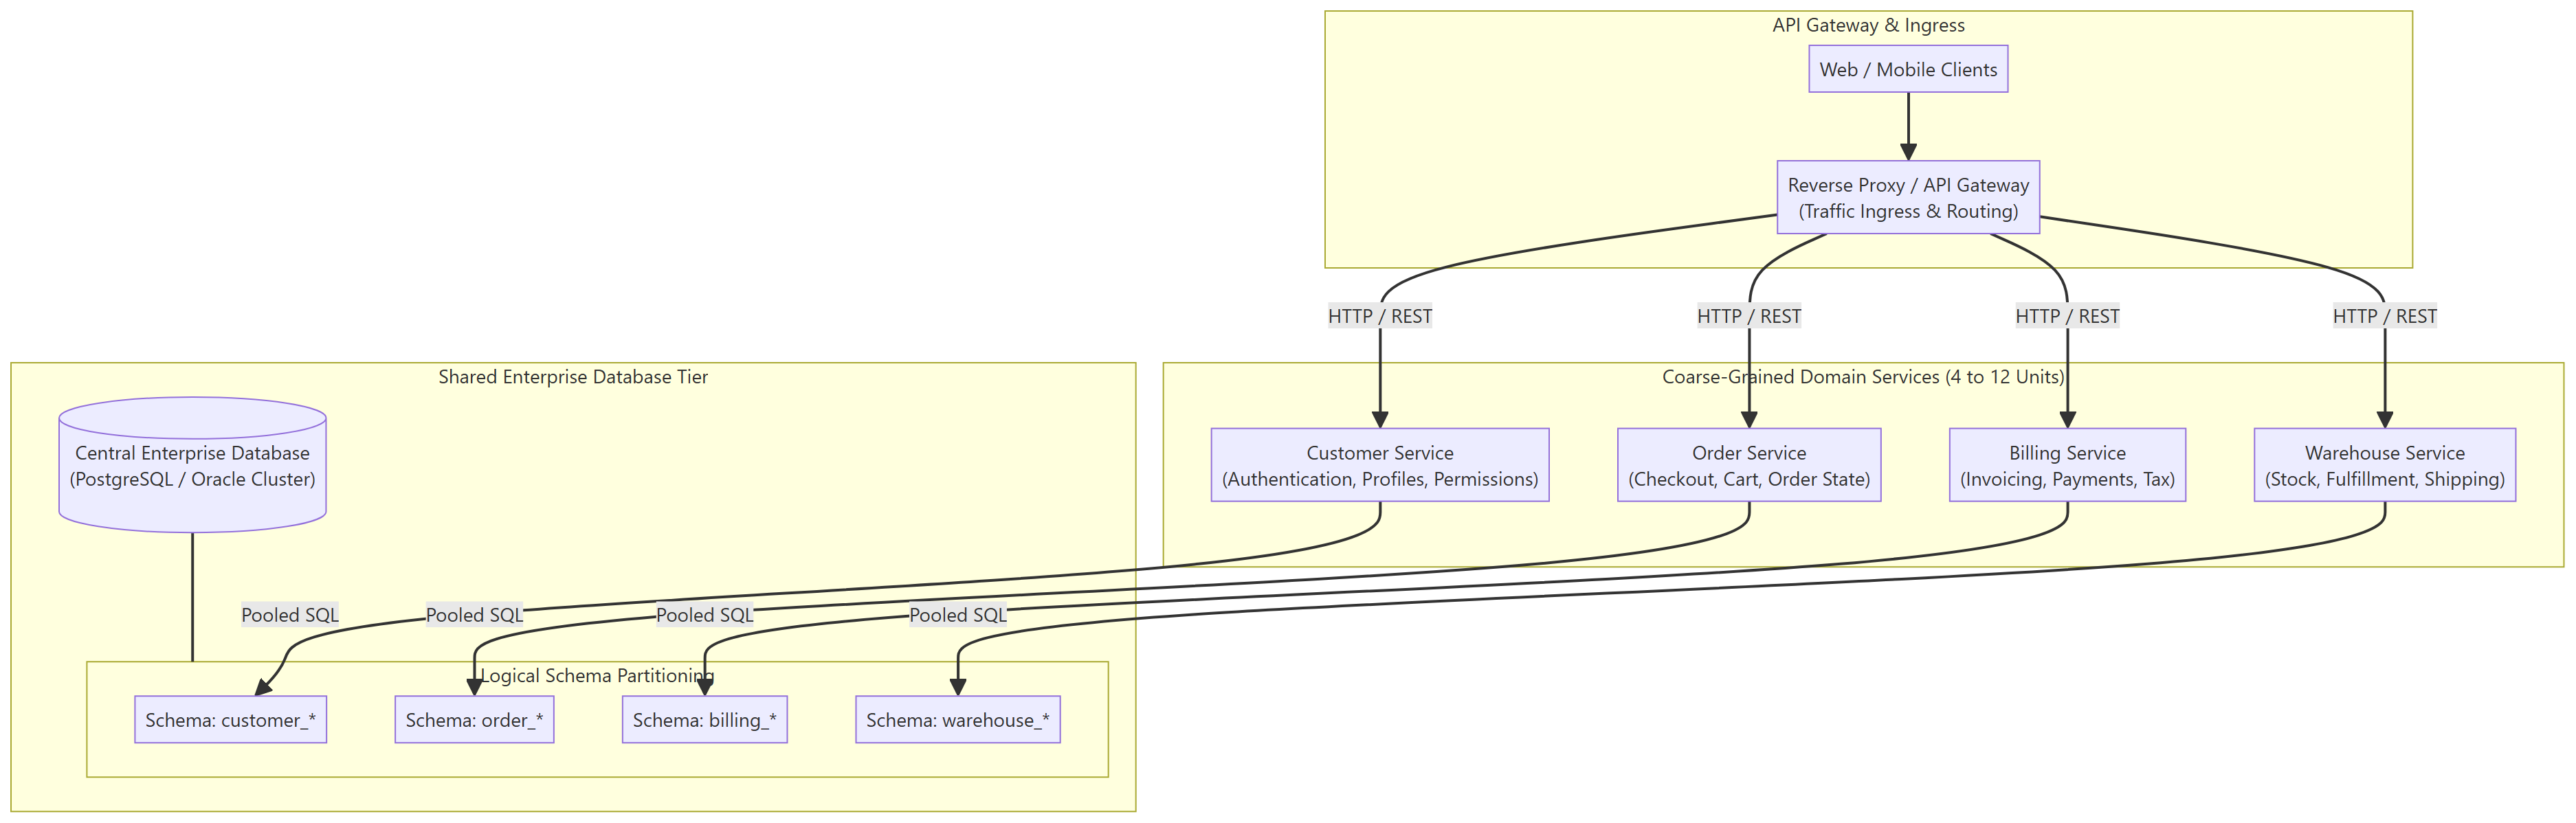 API Gateway & Ingress
Web / Mobile Clients
Reverse Proxy / API Gateway
(Traffic Ingress & Routing)
HTTP / REST
HTTP / REST
HTTP / REST
HTTP / REST
Shared Enterprise Database Tier
Coarse-Grained Domain Services (4 to 12 Units)
Central Enterprise Database
(PostgreSQL / Oracle Cluster)
Customer Service
(Authentication, Profiles, Permissions)
Order Service
(Checkout, Cart, Order State)
Billing Service
(Invoicing, Payments, Tax)
Warehouse Service
(Stock, Fulfillment, Shipping)
Pooled SQL
Pooled SQL
Pooled SQL
Pooled SQL
Logical Schema Partitioning
Schema: customer_*
Schema: order_*
Schema: billing_*
Schema: warehouse_*